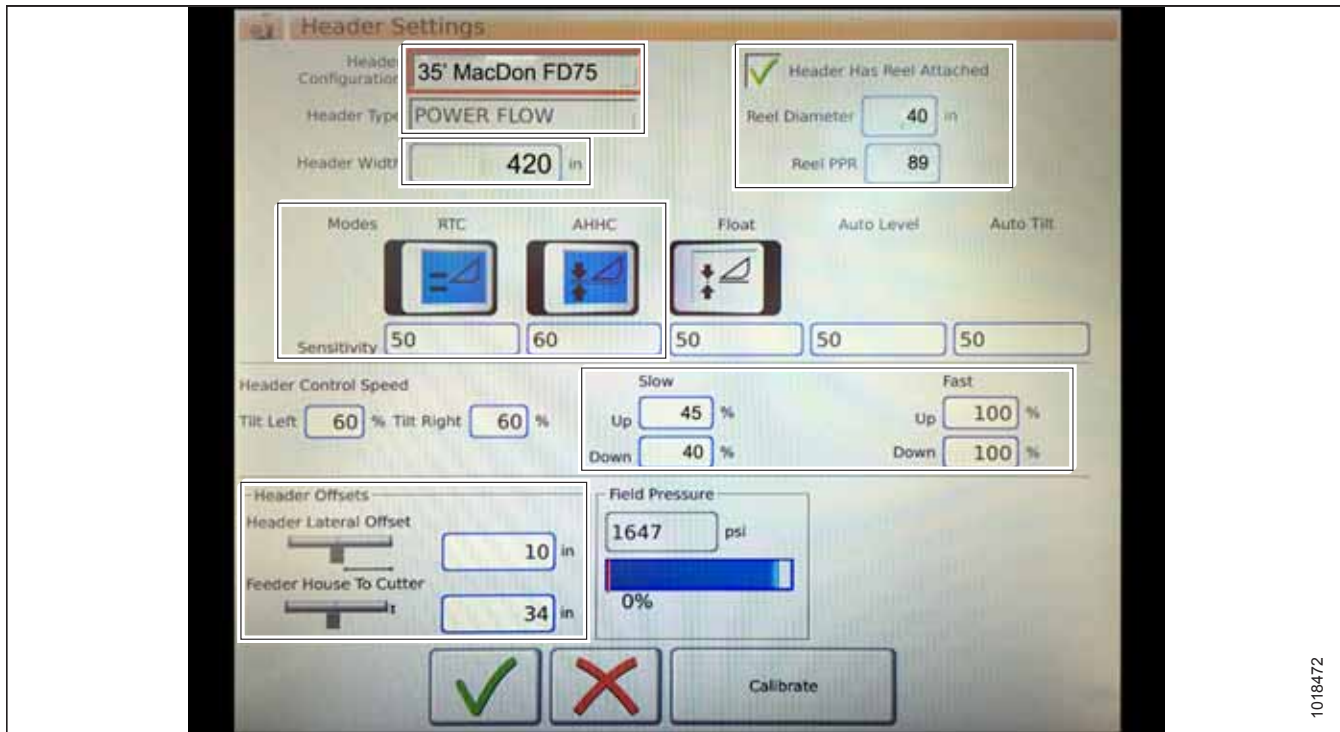 Header Settings
Header Configuration 35' MacDon FD75
Header Type POWER FLOW
Header Width 420 in
Header Has Reel Attached
Reel Diameter 40 in
Reel PPR 89
Modes RTC AHHC Float Auto Level Auto Tilt
Sensitivity 50 60 50 50 50
Header Control Speed
Tilt Left 60 % Tilt Right 60 %
Slow Fast
Up 45 % Up 100 %
Down 40 % Down 100 %
Header Offsets
Header Lateral Offset
10 in
Feeder House To Cutter
34 in
Field Pressure
1647 psi
0%
Calibrate
1018472